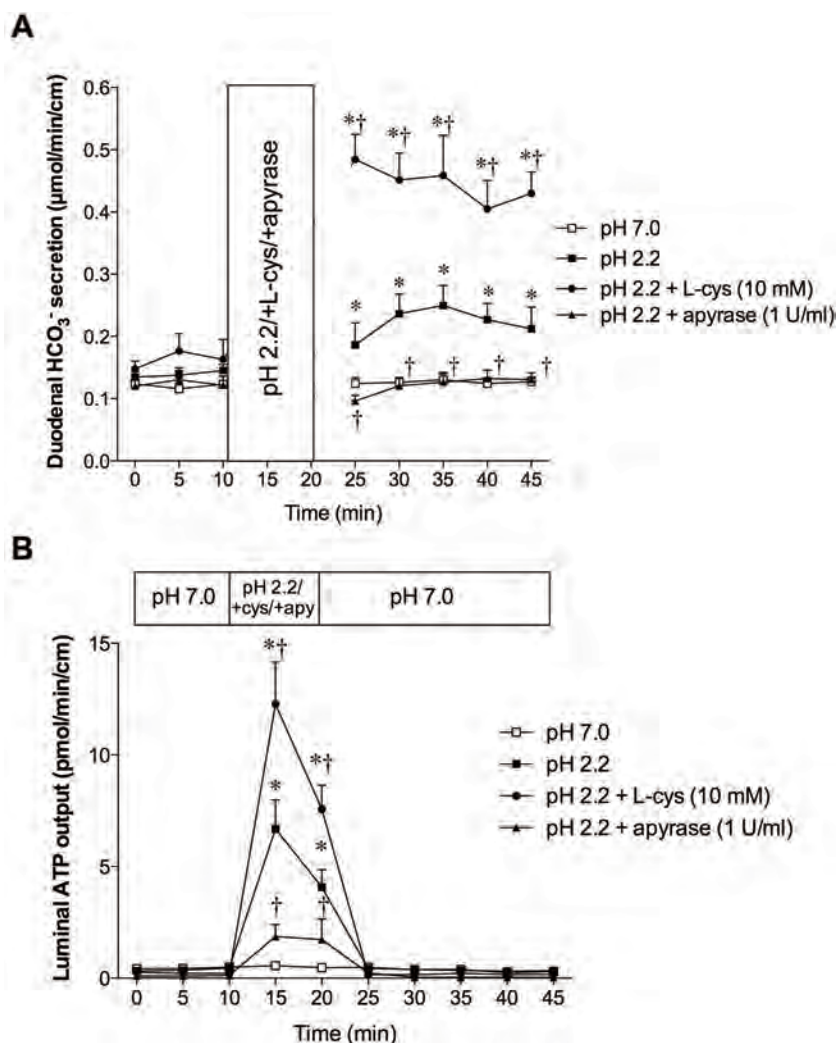 A
Duodenal HCO₃⁻ secretion (μmol/min/cm)
0.6
0.5
0.4
0.3
0.2
0.1
0.0
pH 2.2/+L-cys/+apyrase
*†
*†
*†
*†
*†
*
*
*
*
*
†
†
†
†
†
0 5 10 15 20 25 30 35 40 45
Time (min)
pH 7.0
pH 2.2
pH 2.2 + L-cys (10 mM)
pH 2.2 + apyrase (1 U/ml)
B
pH 7.0
pH 2.2/
+cys/+apy
pH 7.0
Luminal ATP output (pmol/min/cm)
15
10
5
0
*†
*†
*
*
†
†
0 5 10 15 20 25 30 35 40 45
Time (min)
pH 7.0
pH 2.2
pH 2.2 + L-cys (10 mM)
pH 2.2 + apyrase (1 U/ml)